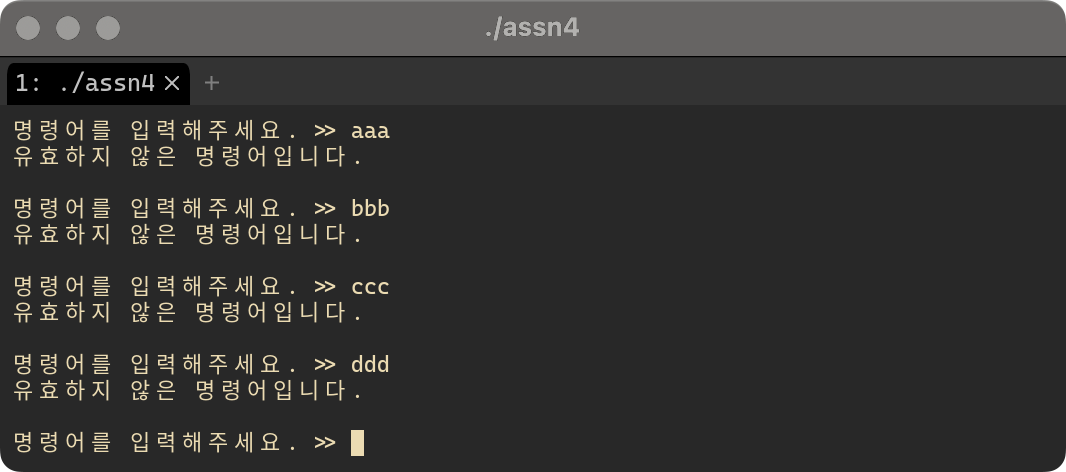 ./assn4
1: ./assn4 × +
명령어를 입력해주세요. >> aaa
유효하지 않은 명령어입니다.
명령어를 입력해주세요. >> bbb
유효하지 않은 명령어입니다.
명령어를 입력해주세요. >> ccc
유효하지 않은 명령어입니다.
명령어를 입력해주세요. >> ddd
유효하지 않은 명령어입니다.
명령어를 입력해주세요. >>